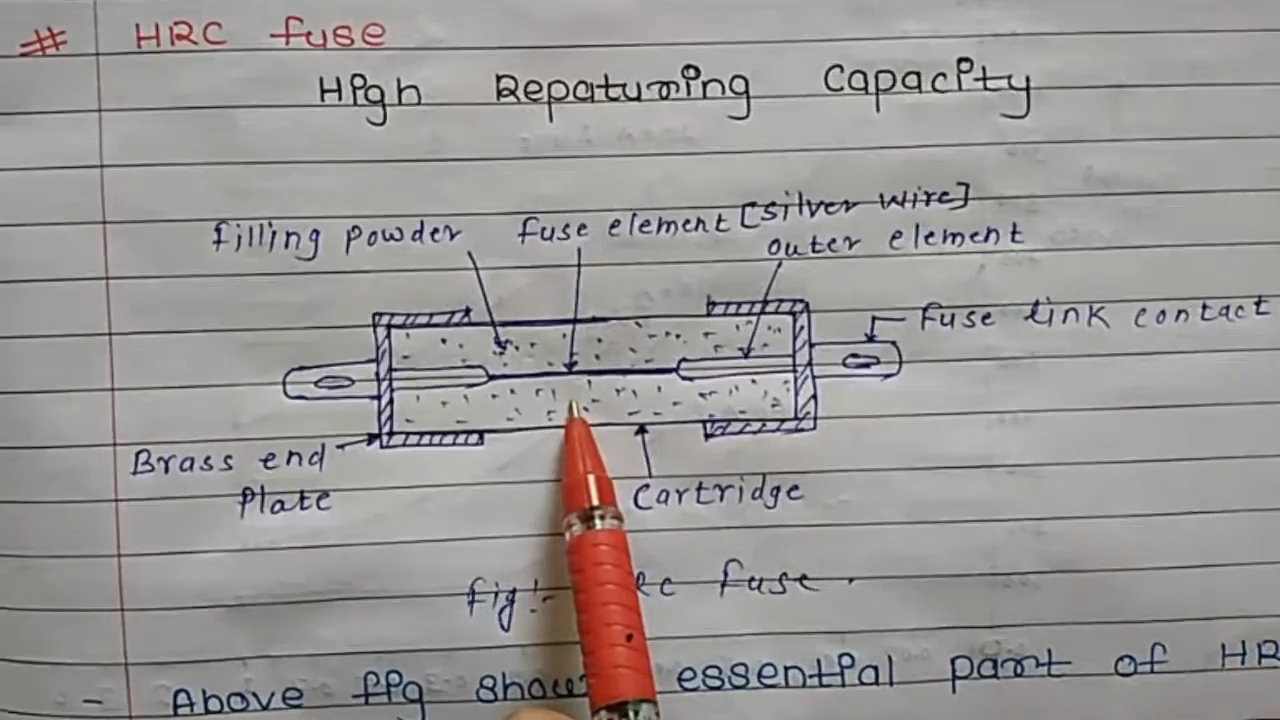 # HRC fuse
High Repaturing Capacity
filling powder fuse element [silver wire]
outer element
fuse link contact
Brass end
Plate
Cartridge
fig:- fuse.
- Above fig essential part of HR